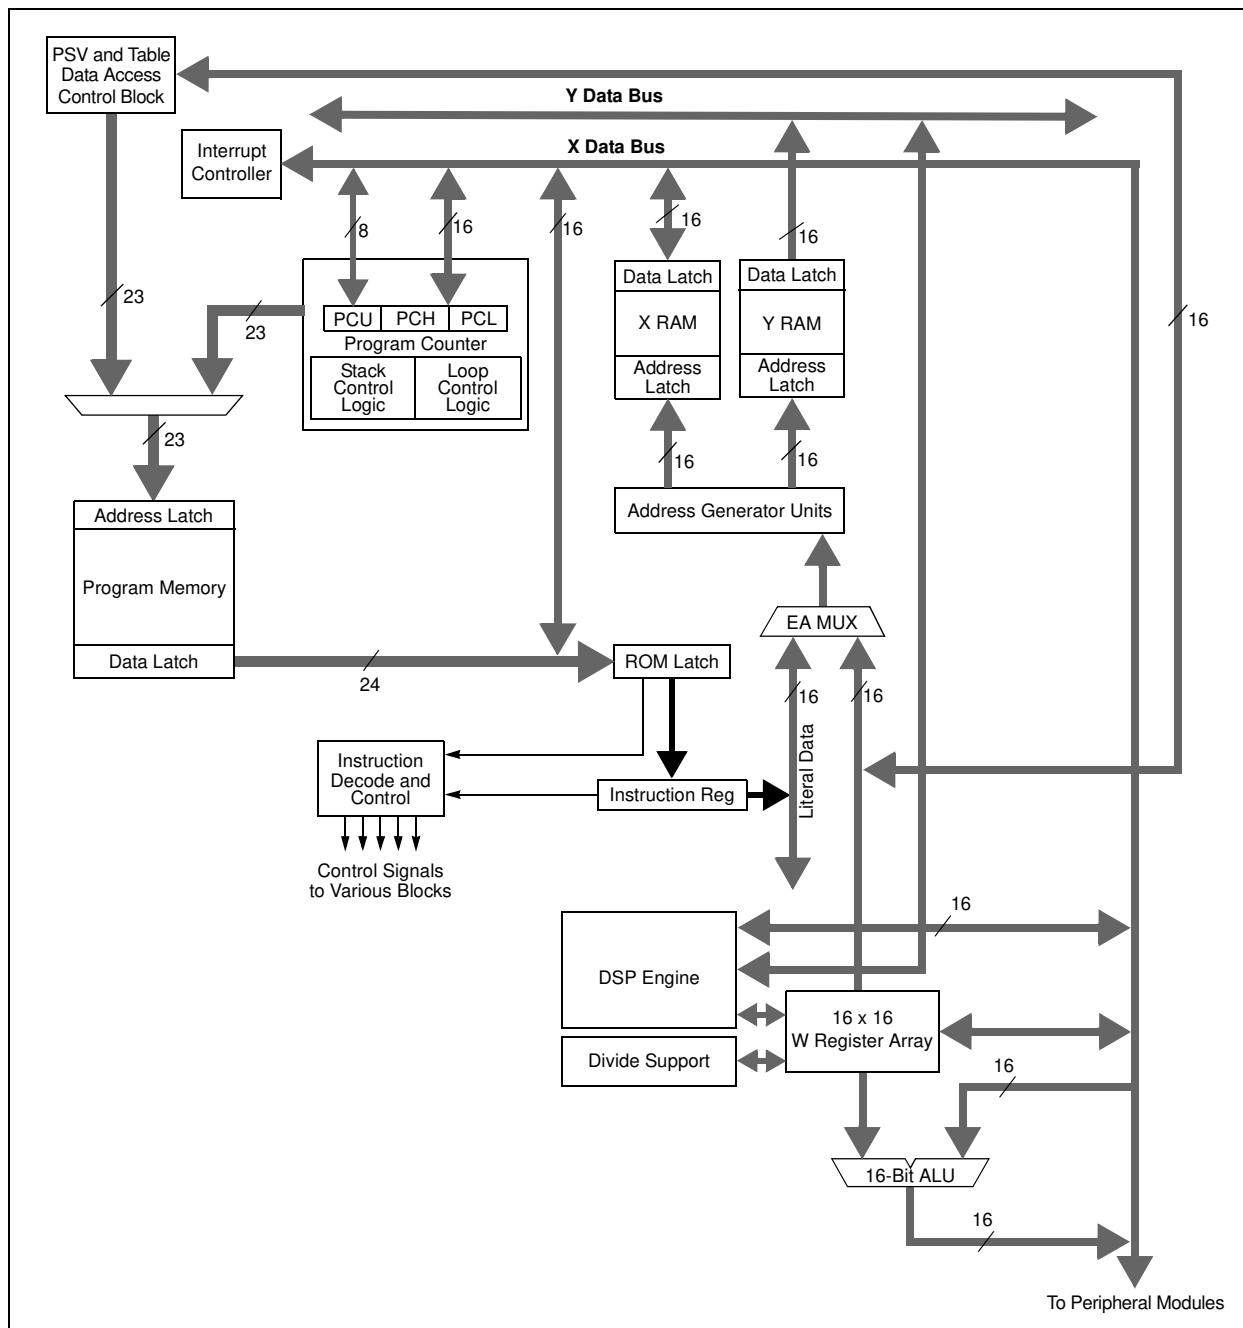 PSV and Table
Data Access
Control Block
Y Data Bus
X Data Bus
Interrupt
Controller
8
16
16
16
16
23
23
16
PCU
PCH
PCL
Program Counter
Stack
Control
Logic
Loop
Control
Logic
Data Latch
X RAM
Address
Latch
Data Latch
Y RAM
Address
Latch
23
16
16
Address Generator Units
Address Latch
Program Memory
Data Latch
24
EA MUX
ROM Latch
16
16
Literal Data
Instruction
Decode and
Control
Instruction Reg
Control Signals
to Various Blocks
16
DSP Engine
16 x 16
W Register Array
Divide Support
16
16-Bit ALU
16
To Peripheral Modules